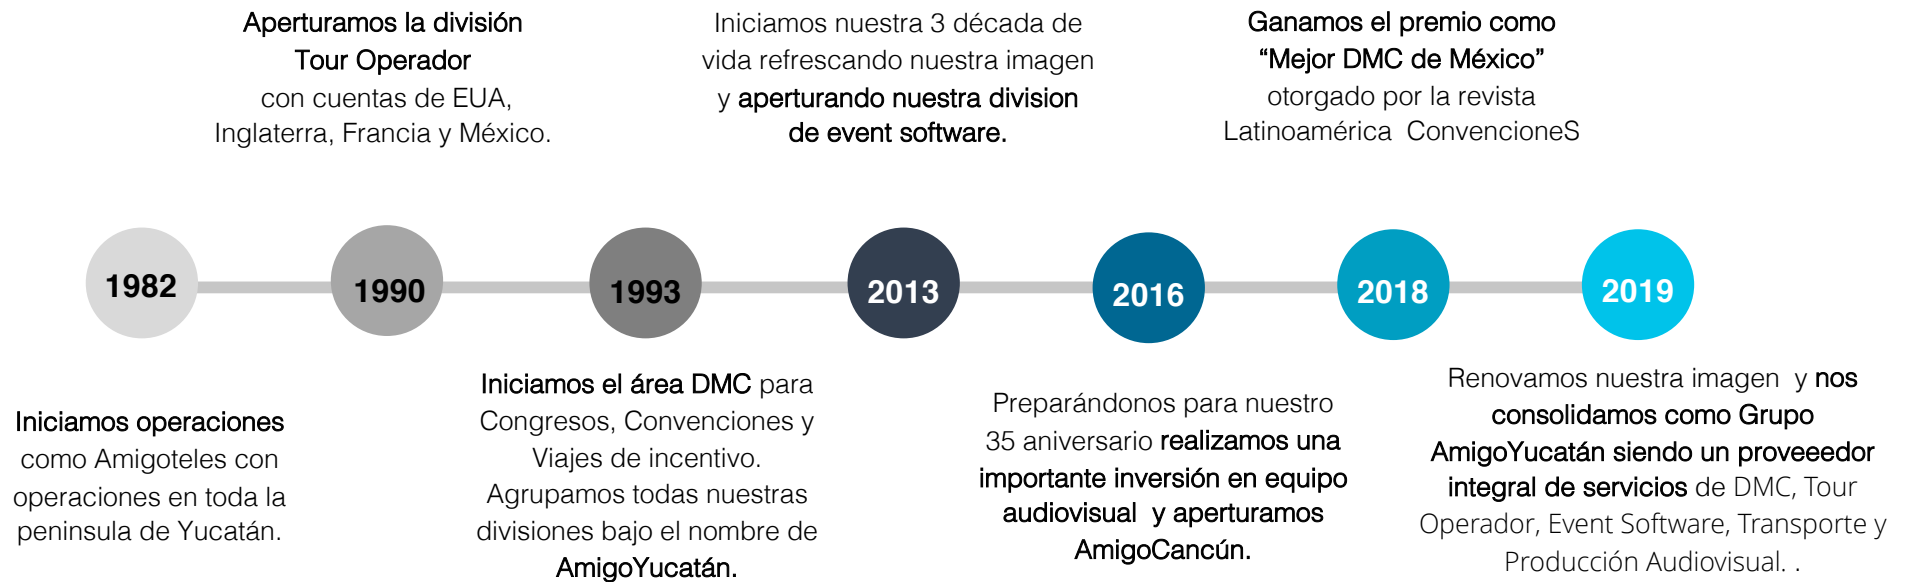 Aperturamos la división
Tour Operador
con cuentas de EUA,
Inglaterra, Francia y México.
Iniciamos nuestra 3 década de
vida refrescando nuestra imagen
y aperturando nuestra division
de event software.
Ganamos el premio como
“Mejor DMC de México”
otorgado por la revista
Latinoamérica ConvencioneS
1982
1990
1993
2013
2016
2018
2019
Iniciamos operaciones
como Amigoteles con
operaciones en toda la
peninsula de Yucatán.
Iniciamos el área DMC para
Congresos, Convenciones y
Viajes de incentivo.
Agrupamos todas nuestras
divisiones bajo el nombre de
AmigoYucatán.
Preparándonos para nuestro
35 aniversario realizamos una
importante inversión en equipo
audiovisual y aperturamos
AmigoCancún.
Renovamos nuestra imagen y nos
consolidamos como Grupo
AmigoYucatán siendo un proveeedor
integral de servicios de DMC, Tour
Operador, Event Software, Transporte y
Producción Audiovisual. .